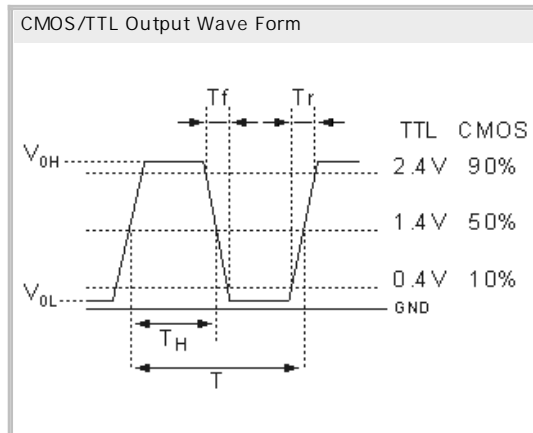 CMOS/TTL Output Wave Form
Tf Tr
TTL CMOS
V0H 2.4V 90%
1.4V 50%
0.4V 10%
V0L GND
TH
T